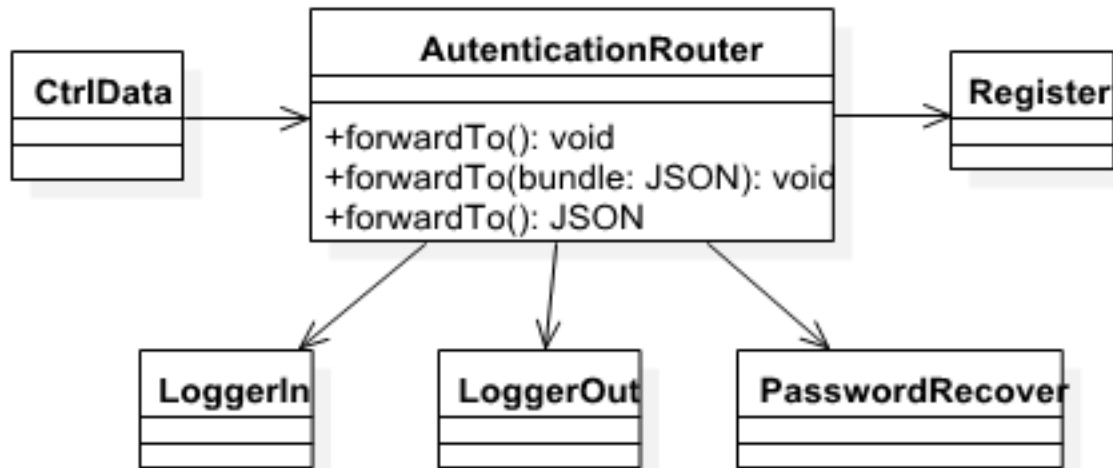 AutenticationRouter
CtrlData
Register
+forwardTo(): void
+forwardTo(bundle: JSON): void
+forwardTo(): JSON
LoggerIn
LoggerOut
PasswordRecover